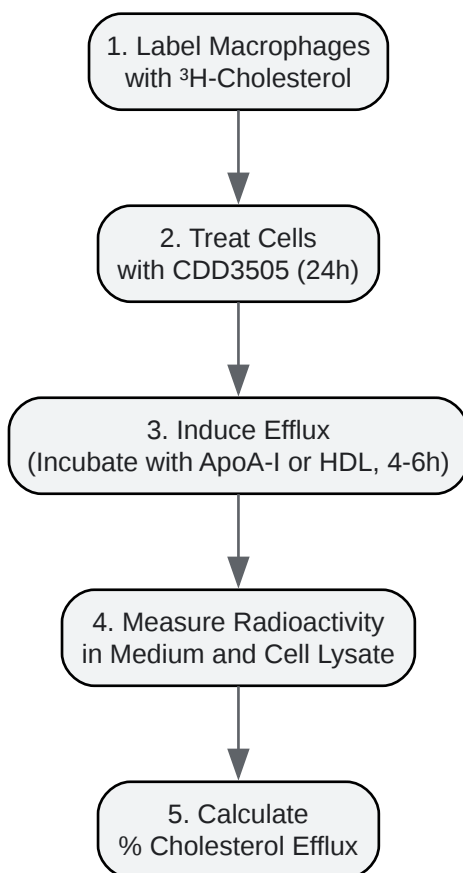 1. Label Macrophages
with ³H-Cholesterol
2. Treat Cells
with CDD3505 (24h)
3. Induce Efflux
(Incubate with ApoA-I or HDL, 4-6h)
4. Measure Radioactivity
in Medium and Cell Lysate
5. Calculate
% Cholesterol Efflux